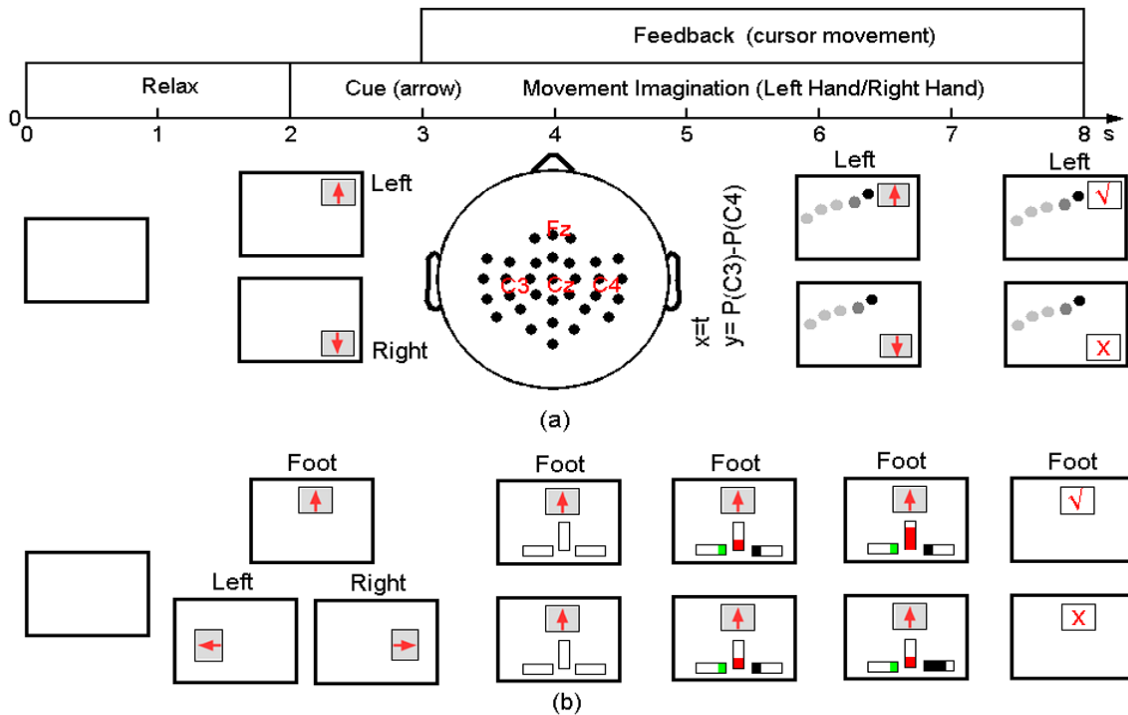 Feedback (cursor movement)
Relax
Cue (arrow)
Movement Imagination (Left Hand/Right Hand)
0
0 1 2 3 4 5 6 7 8 s
Left
Right
Fz
C3 Cz C4
x=t
y= P(C3)-P(C4)
Left Left
√
X
(a)
Foot Foot Foot Foot Foot
√
Left Right
X
(b)